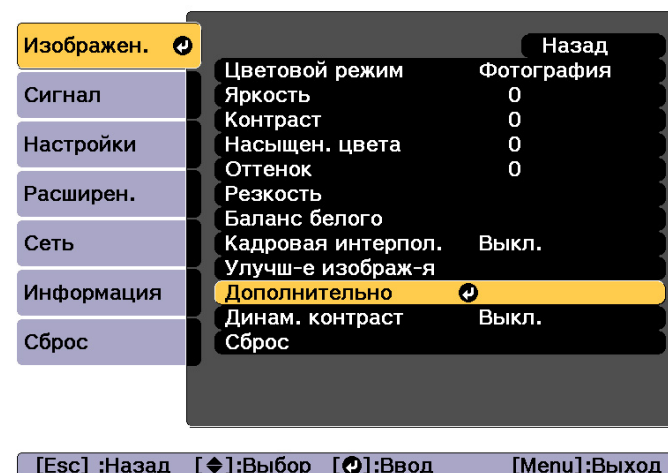 Изображен.
Сигнал
Настройки
Расширен.
Сеть
Информация
Сброс
Назад
Цветовой режим Фотография
Яркость 0
Контраст 0
Насыщен. цвета 0
Оттенок 0
Резкость
Баланс белого
Кадровая интерпол. Выкл.
Улучш-е изображ-я
Дополнительно
Динам. контраст Выкл.
Сброс
[Esc] :Назад [◆]:Выбор [↵]:Ввод [Menu]:Выход